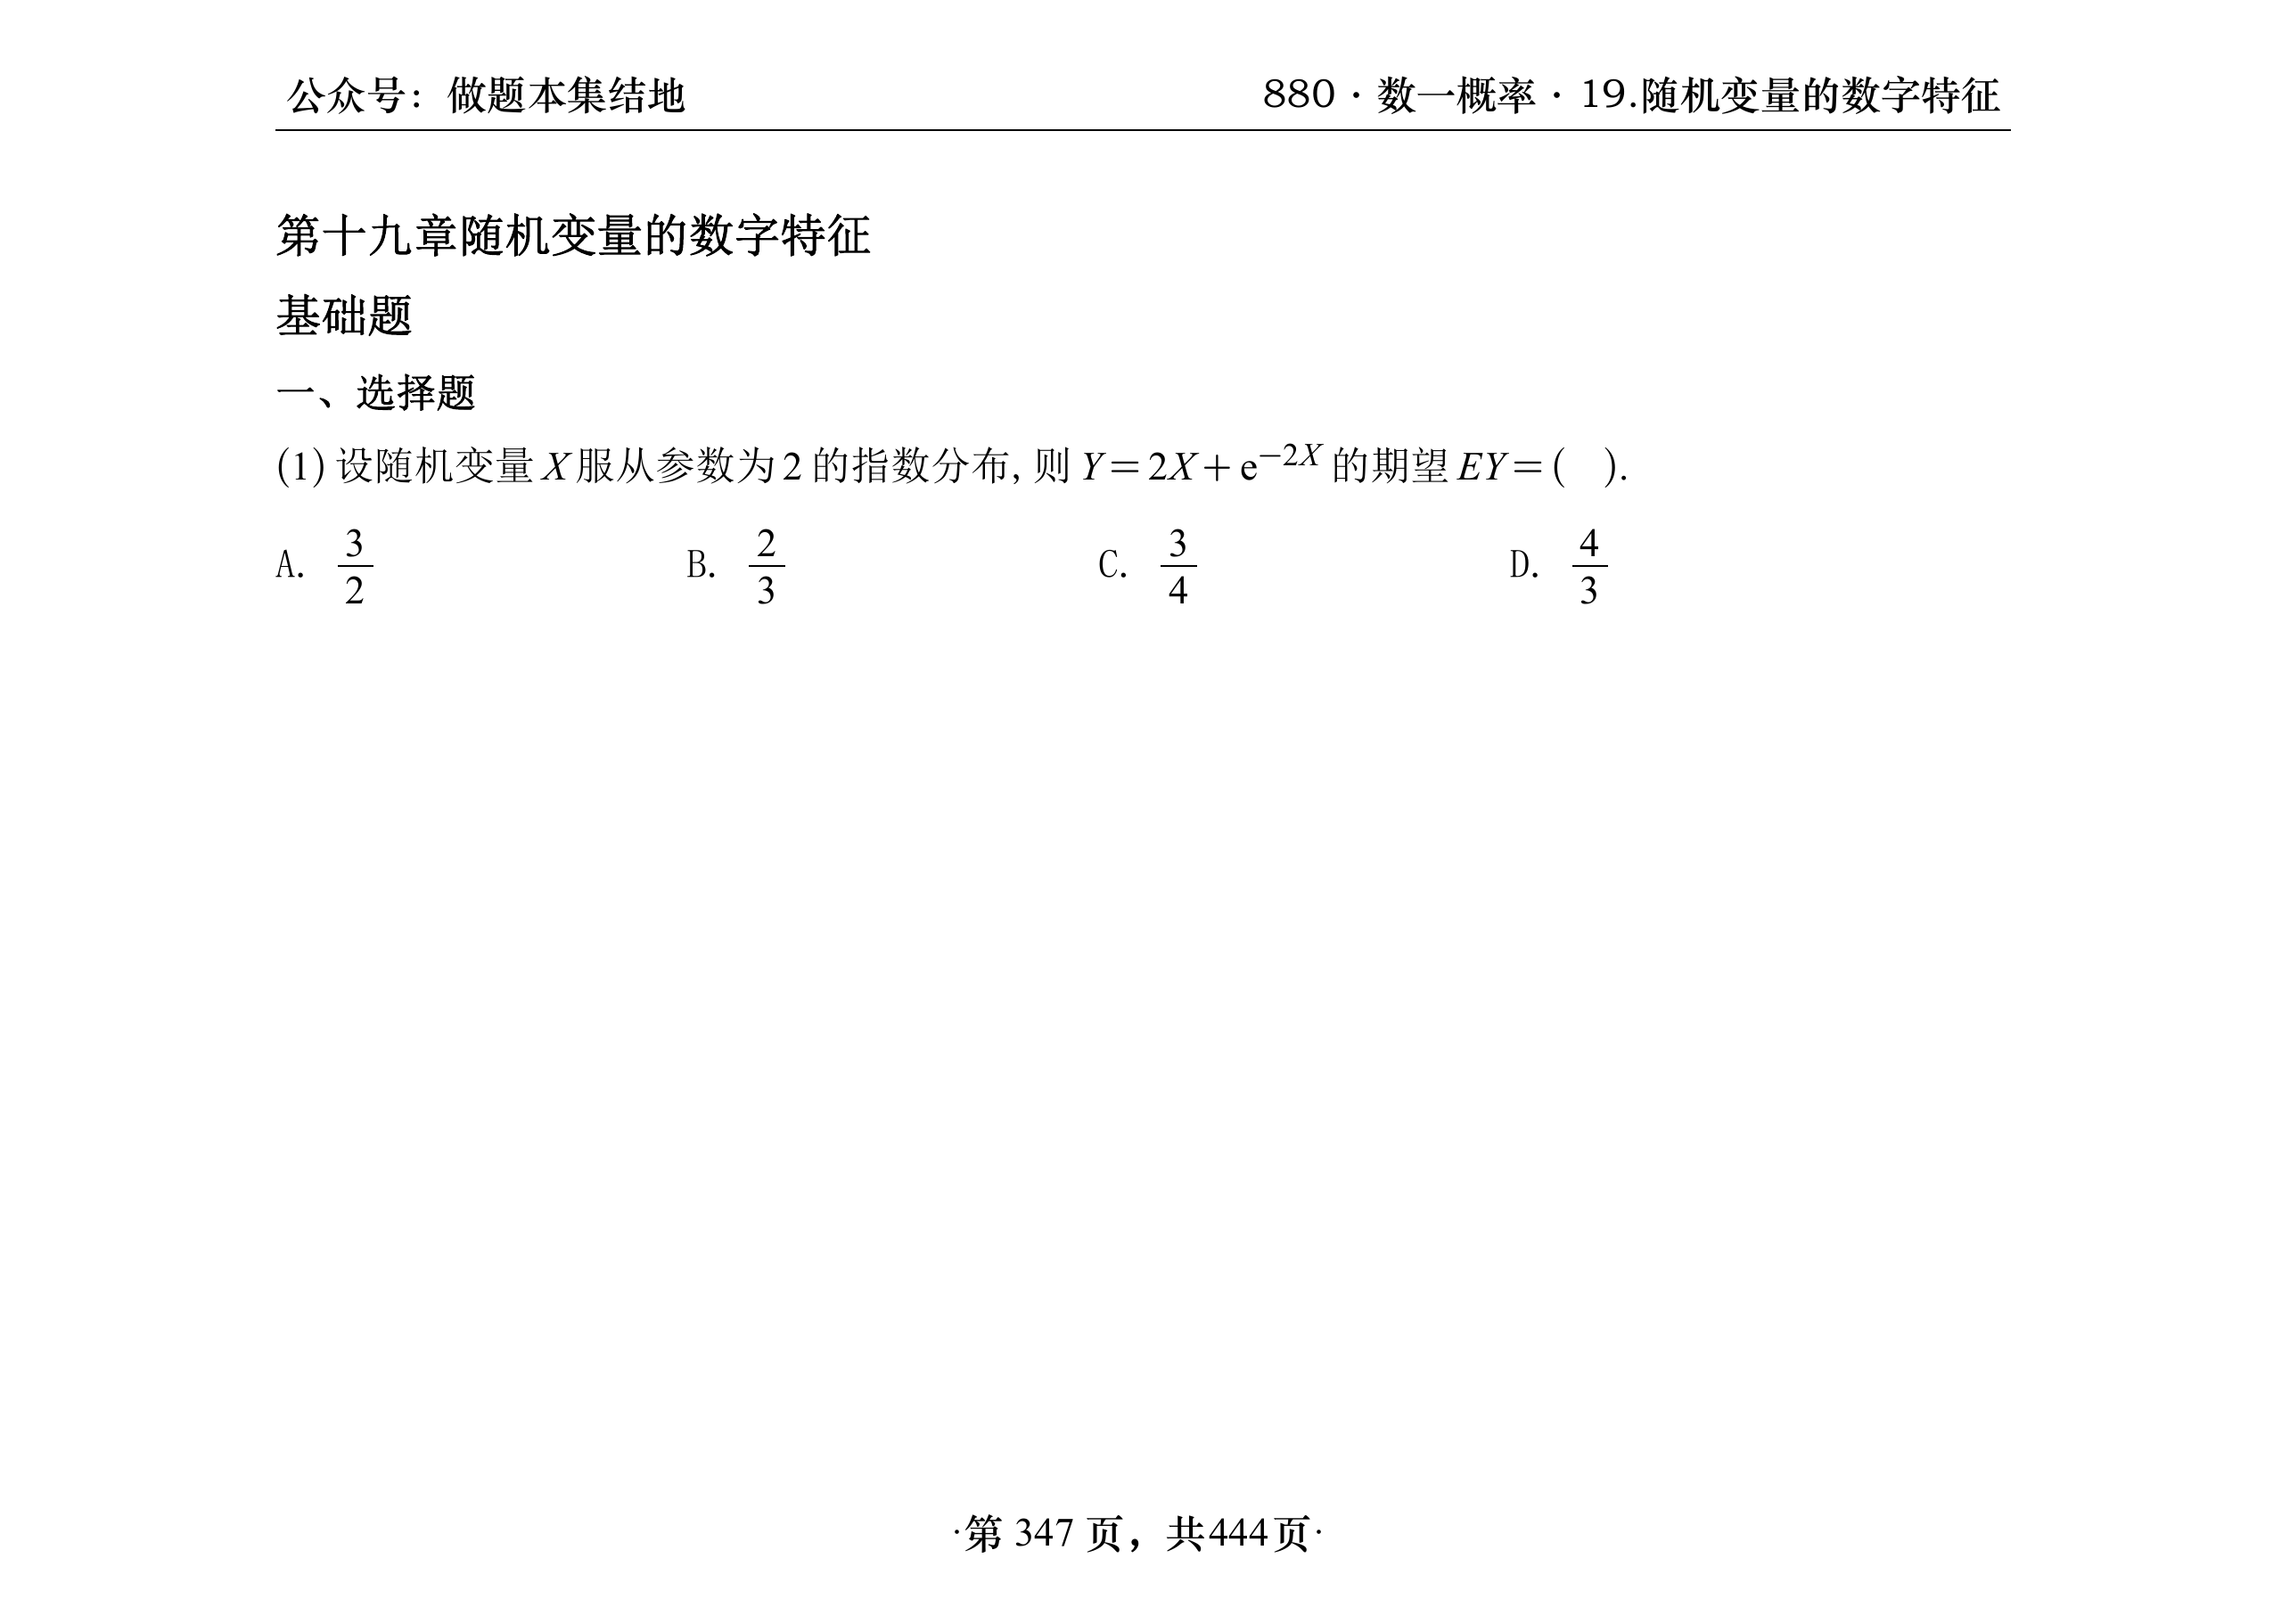 公众号：做题本集结地
880·数一概率·19.随机变量的数字特征
第十九章随机变量的数字特征
基础题
一、选择题
(1) 设随机变量 X 服从参数为 2 的指数分布, 则 Y=2X+e^{-2X} 的期望 EY=( ).
A. 3/2 B. 2/3 C. 3/4 D. 4/3
·第 347 页，共444页·